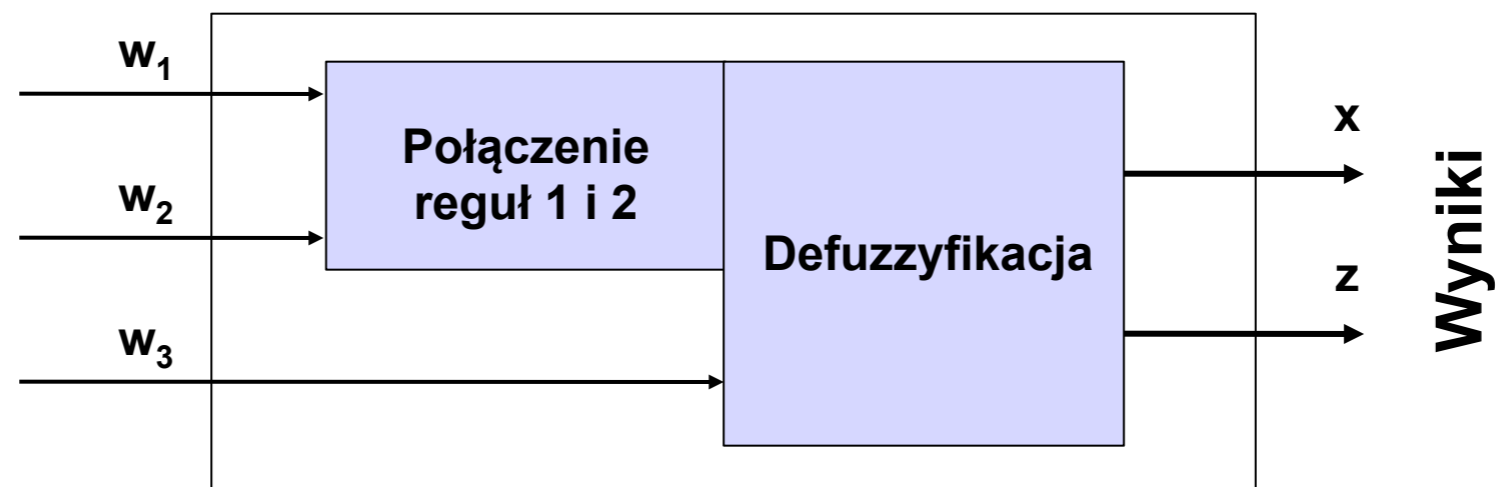 w₁
Połączenie
reguł 1 i 2
w₂
w₃
Defuzzyfikacja
x
z
Wyniki